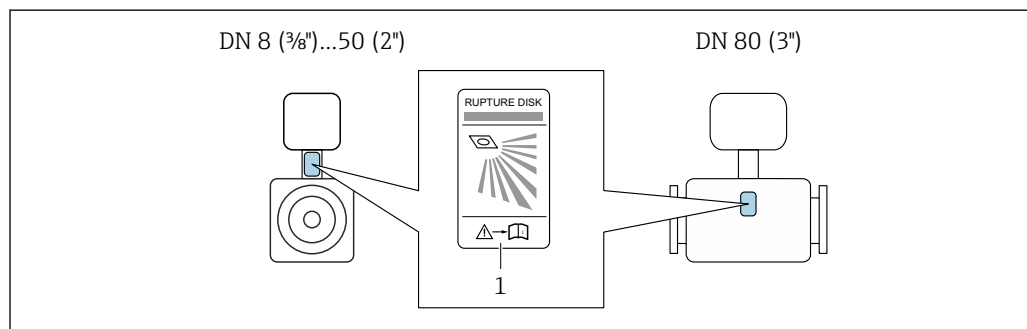 DN 8 (⅜")...50 (2")
DN 80 (3")
RUPTURE DISK
1